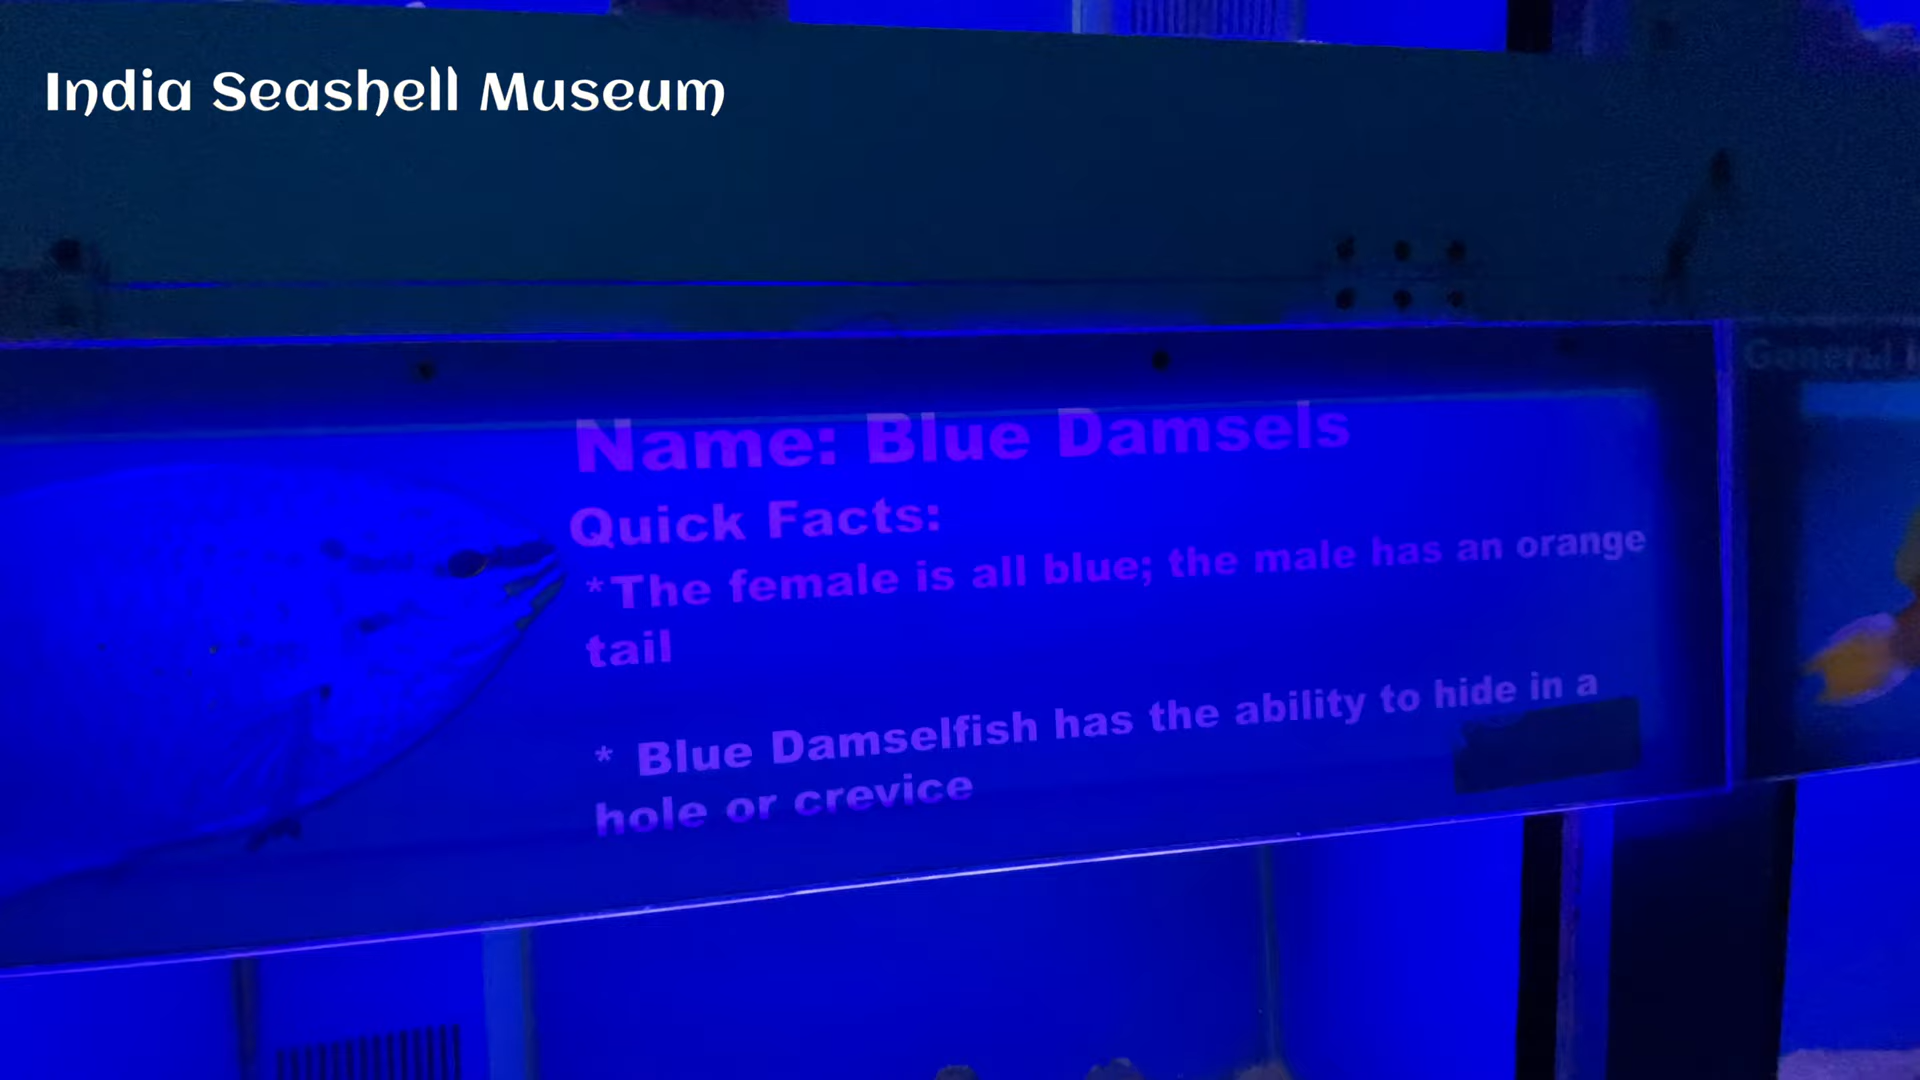 India Seashell Museum
Name: Blue Damsels
General
Quick Facts:
*The female is all blue; the male has an orange
tail
* Blue Damselfish has the ability to hide in a
hole or crevice